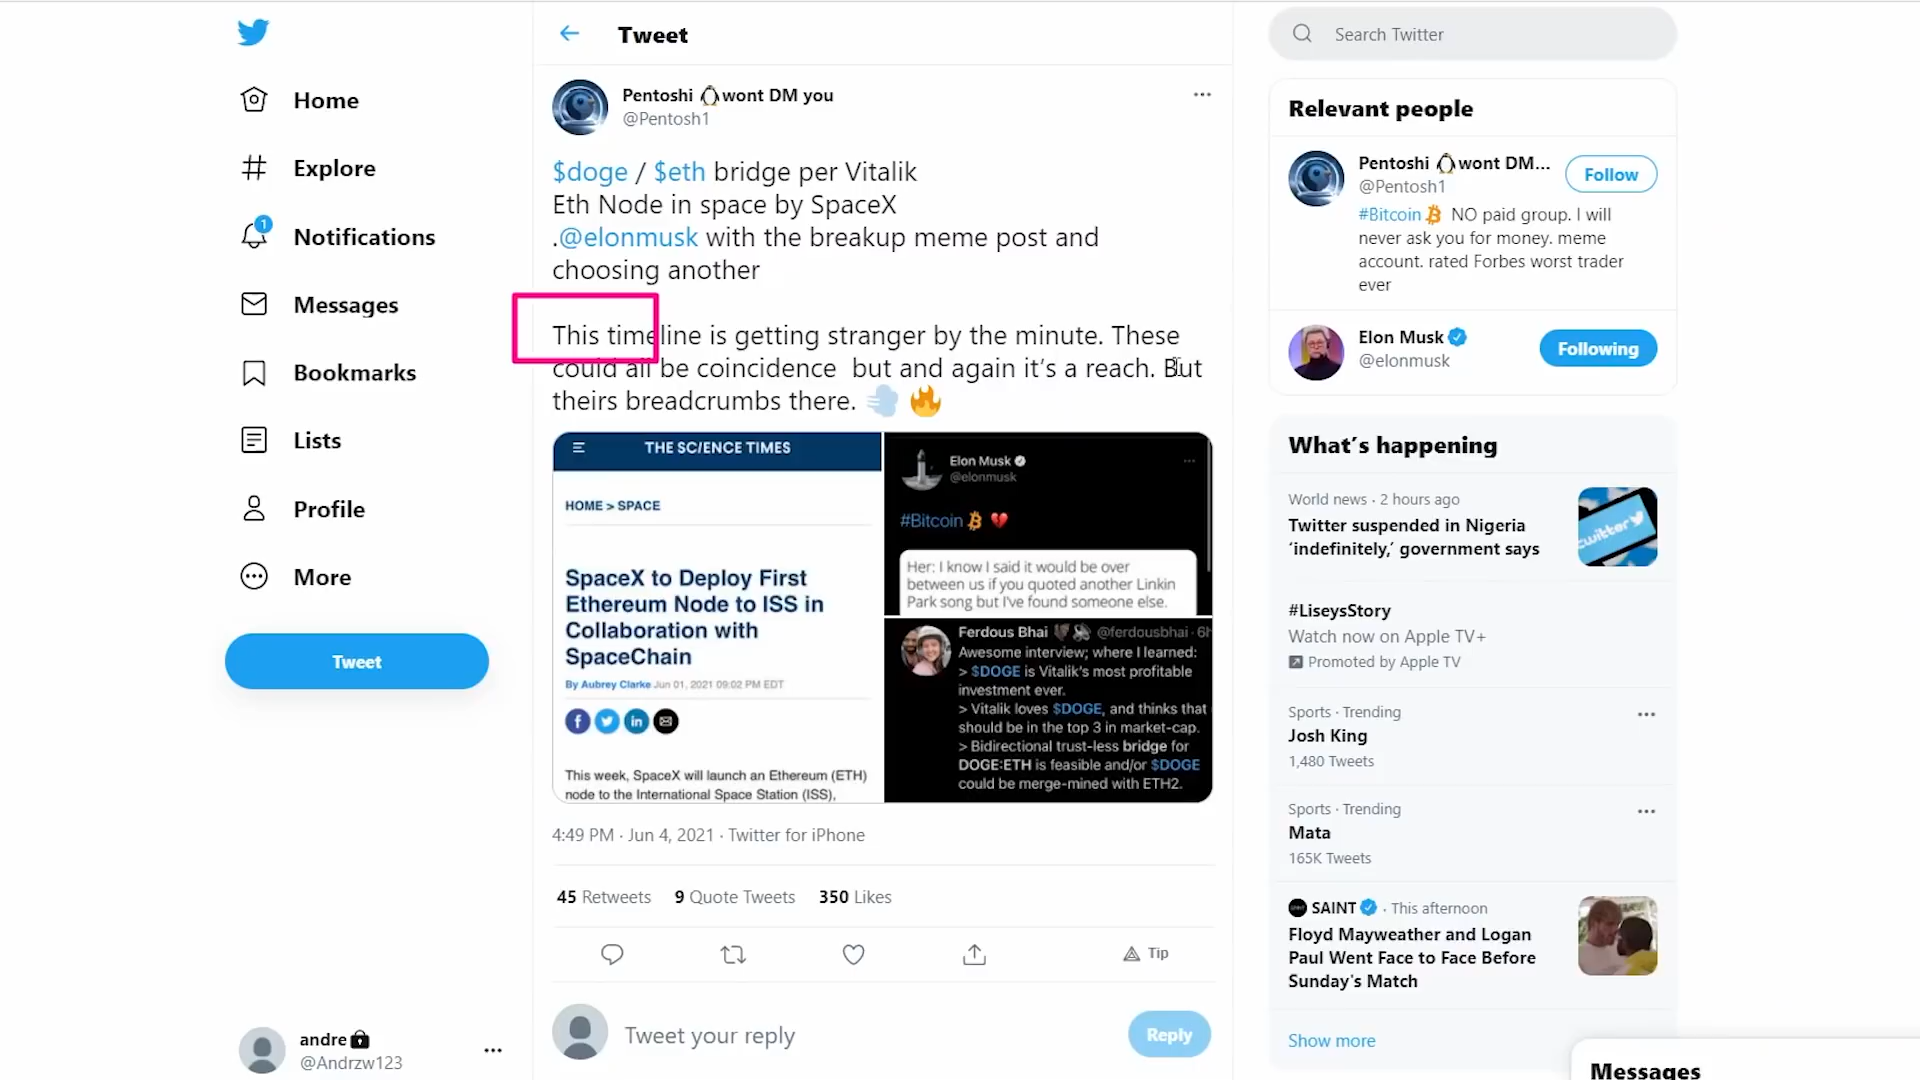 Home
Explore
1
Notifications
Messages
Bookmarks
Lists
Profile
More
Tweet
andre
@Andrzw123
Tweet
Pentoshi 🐧wont DM you
@Pentosh1
$doge / $eth bridge per Vitalik
Eth Node in space by SpaceX
.@elonmusk with the breakup meme post and
choosing another
This timeline is getting stranger by the minute. These
could all be coincidence  but and again it’s a reach. But
theirs breadcrumbs there. 💨 🔥
THE SC/ENCE TIMES
HOME > SPACE
SpaceX to Deploy First
Ethereum Node to ISS in
Collaboration with
SpaceChain
By Aubrey Clarke Jun 01, 2021 09:02 PM EDT
This week, SpaceX will launch an Ethereum (ETH)
node to the International Space Station (ISS),
Elon Musk
@elonmusk
#Bitcoin 💔
Her: I know I said it would be over
between us if you quoted another Linkin
Park song but I've found someone else.
Ferdous Bhai @ferdousbhai · 6h
Awesome interview; where I learned:
> $DOGE is Vitalik's most profitable
investment ever.
> Vitalik loves $DOGE, and thinks that
should be in the top 3 in market-cap.
> Bidirectional trust-less bridge for
DOGE:ETH is feasible and/or $DOGE
could be merge-mined with ETH2.
4:49 PM · Jun 4, 2021 · Twitter for iPhone
45 Retweets 9 Quote Tweets 350 Likes
Tip
Tweet your reply
Reply
Search Twitter
Relevant people
Pentoshi 🐧wont DM...
@Pentosh1
Follow
#Bitcoin NO paid group. I will
never ask you for money. meme
account. rated Forbes worst trader
ever
Elon Musk
@elonmusk
Following
What’s happening
World news · 2 hours ago
Twitter suspended in Nigeria
‘indefinitely,’ government says
twitter
#LiseysStory
Watch now on Apple TV+
Promoted by Apple TV
Sports · Trending
Josh King
1,480 Tweets
Sports · Trending
Mata
165K Tweets
SAINT · This afternoon
Floyd Mayweather and Logan
Paul Went Face to Face Before
Sunday’s Match
Show more
Messages